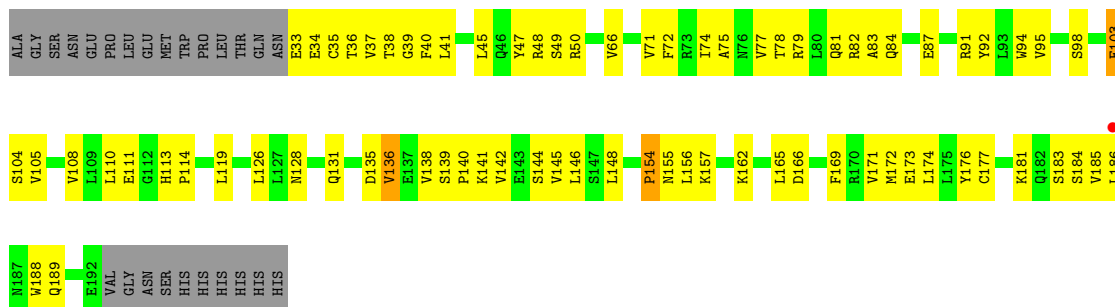 ALA GLY SER ASN GLU PRO LEU GLU MET TRP PRO LEU THR GLN ASN E33 E34 C35 T36 V37 T38 G39 F40 L41 L45 Q46 Y47 R48 S49 R50 V66 V71 F72 R73 I74 A75 N76 V77 T78 R79 L80 Q81 R82 A83 Q84 E87 R91 Y92 L93 W94 V95 S98 E103
S104 V105 V108 L109 L110 E111 G112 H113 P114 L119 L126 L127 N128 Q131 D135 V136 E137 V138 S139 P140 K141 V142 E143 S144 V145 L146 S147 L148 P154 N155 L156 K157 K162 L165 D166 F169 R170 V171 M172 E173 L174 L175 Y176 C177 K181 Q182 S183 S184 V185 L186
N187 W188 Q189 E192 VAL GLY ASN SER HIS HIS HIS HIS HIS HIS